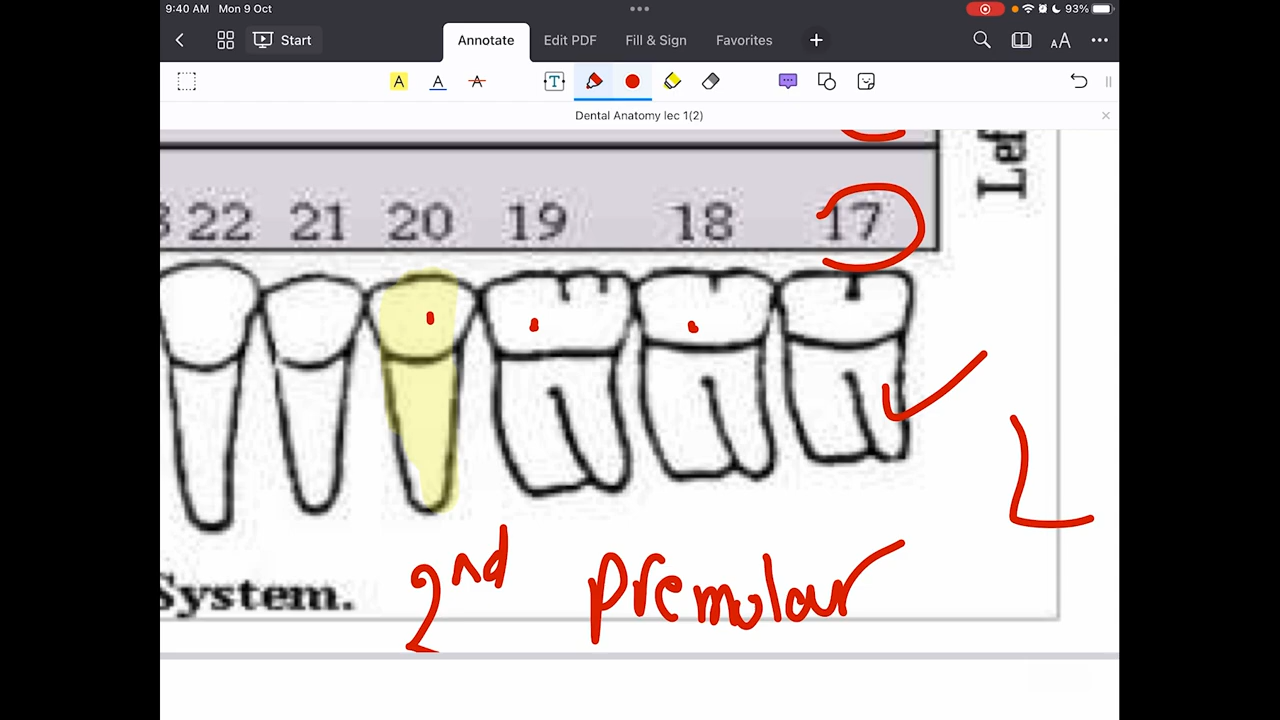 9:40 AM Mon 9 Oct
93%
Start
Annotate
Edit PDF
Fill & Sign
Favorites
AA
A A A T
Dental Anatomy lec 1(2)
22 21 20 19 18 17
System.
2nd premolar
L